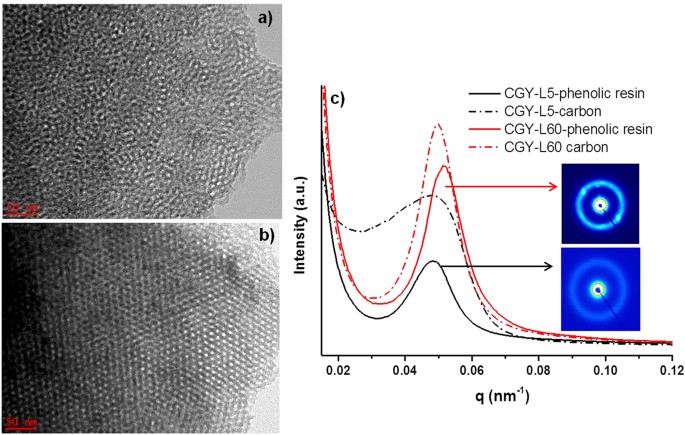 a)
50 nm
b)
50 nm
c)
CGY-L5-phenolic resin
CGY-L5-carbon
CGY-L60-phenolic resin
CGY-L60 carbon
Intensity (a.u.)
0.02 0.04 0.06 0.08 0.10 0.12
q (nm⁻¹)